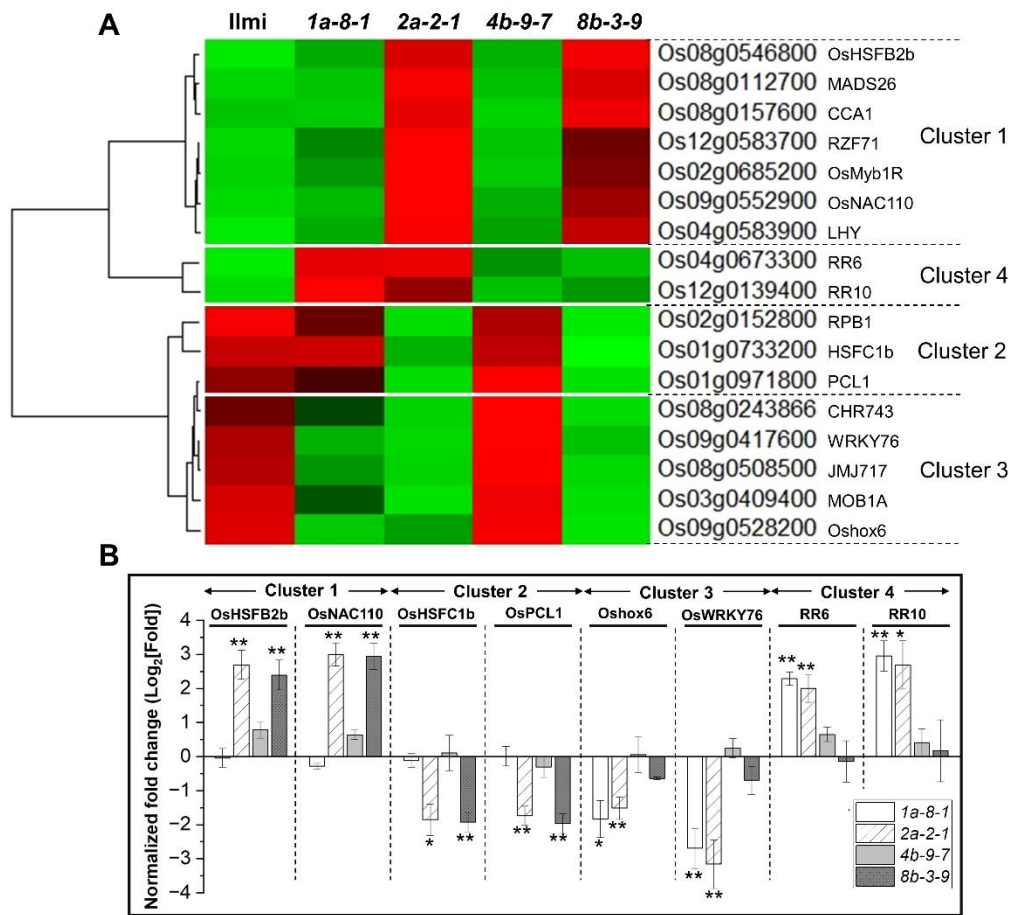 A
Ilmi 1a-8-1 2a-2-1 4b-9-7 8b-3-9
Os08g0546800 OsHSFB2b
Os08g0112700 MADS26
Os08g0157600 CCA1
Os12g0583700 RZF71
Os02g0685200 OsMyb1R
Os09g0552900 OsNAC110
Os04g0583900 LHY
Cluster 1
Os04g0673300 RR6
Os12g0139400 RR10
Cluster 4
Os02g0152800 RPB1
Os01g0733200 HSFC1b
Os01g0971800 PCL1
Cluster 2
Os08g0243866 CHR743
Os09g0417600 WRKY76
Os08g0508500 JMJ717
Os03g0409400 MOB1A
Os09g0528200 Oshox6
Cluster 3
B
Cluster 1 Cluster 2 Cluster 3 Cluster 4
OsHSFB2b OsNAC110 OsHSFC1b OsPCL1 Oshox6 OsWRKY76 RR6 RR10
Normalized fold change (Log2[Fold])
4
3
2
1
0
−1
−2
−3
−4
** ** ** ** * ** ** ** * ** ** ** ** ** ** *
1a-8-1
2a-2-1
4b-9-7
8b-3-9